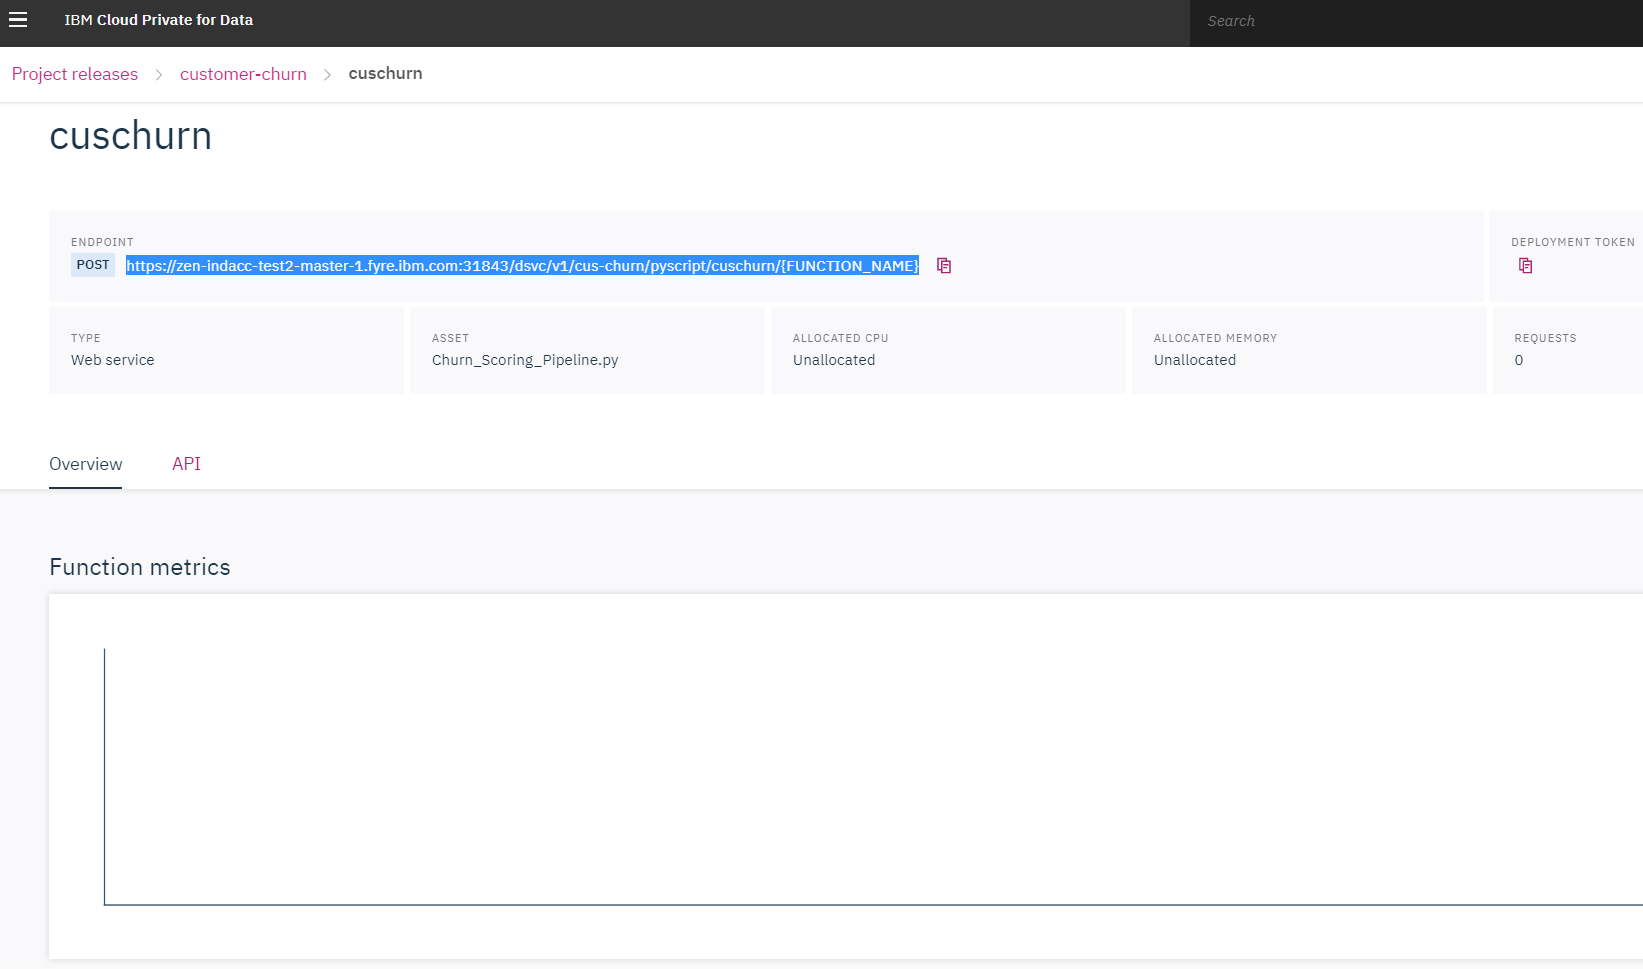 IBM Cloud Private for Data
Search
Project releases > customer-churn > cuschurn
cuschurn
ENDPOINT
POST https://zen-indacc-test2-master-1.fyre.ibm.com:31843/dsvc/v1/cus-churn/pyscript/cuschurn/{FUNCTION_NAME}
DEPLOYMENT TOKEN
TYPE
Web service
ASSET
Churn_Scoring_Pipeline.py
ALLOCATED CPU
Unallocated
ALLOCATED MEMORY
Unallocated
REQUESTS
0
Overview API
Function metrics